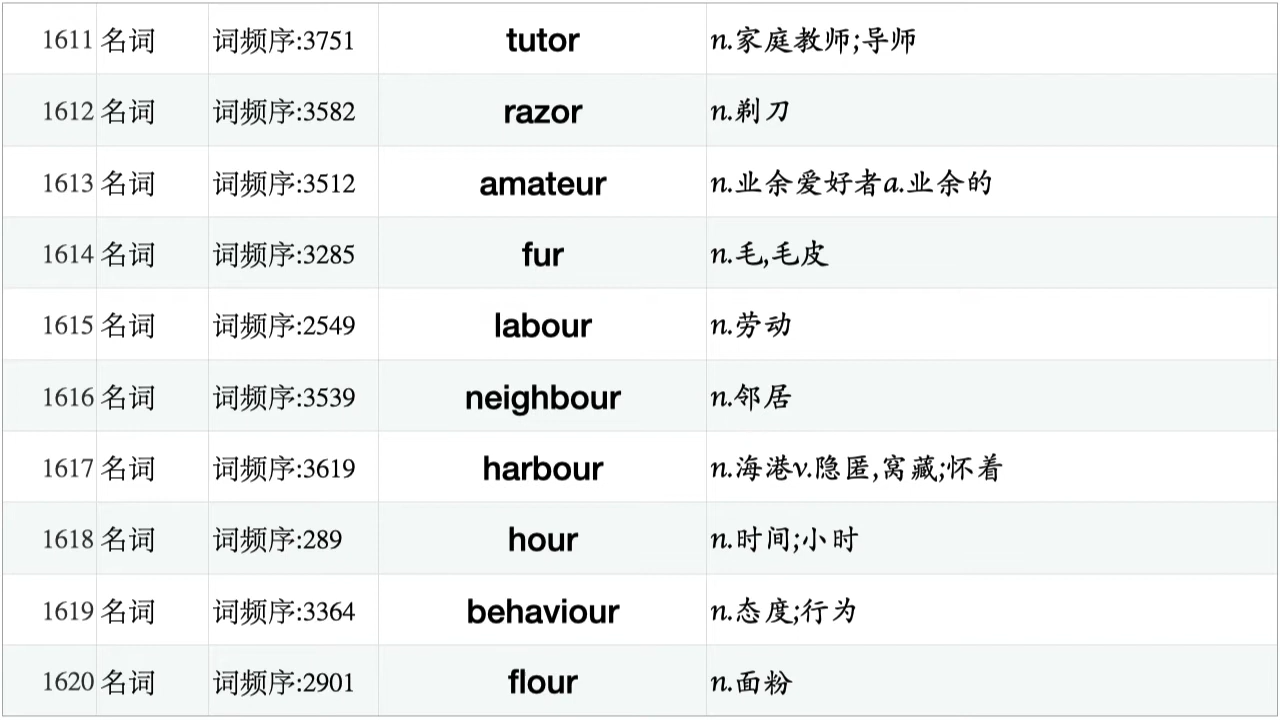 1611 名词 词频序:3751 tutor n.家庭教师;导师
1612 名词 词频序:3582 razor n.剃刀
1613 名词 词频序:3512 amateur n.业余爱好者a.业余的
1614 名词 词频序:3285 fur n.毛,毛皮
1615 名词 词频序:2549 labour n.劳动
1616 名词 词频序:3539 neighbour n.邻居
1617 名词 词频序:3619 harbour n.海港v.隐匿,窝藏;怀着
1618 名词 词频序:289 hour n.时间;小时
1619 名词 词频序:3364 behaviour n.态度;行为
1620 名词 词频序:2901 flour n.面粉